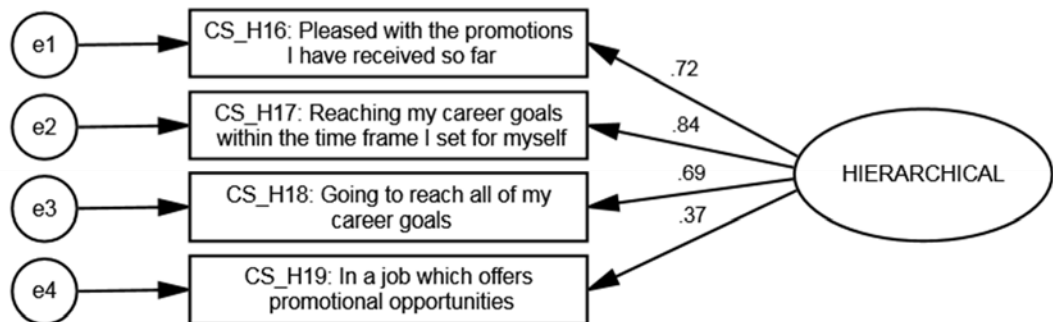 e1
CS_H16: Pleased with the promotions
I have received so far
.72
e2
CS_H17: Reaching my career goals
within the time frame I set for myself
.84
HIERARCHICAL
e3
CS_H18: Going to reach all of my
career goals
.69
e4
CS_H19: In a job which offers
promotional opportunities
.37